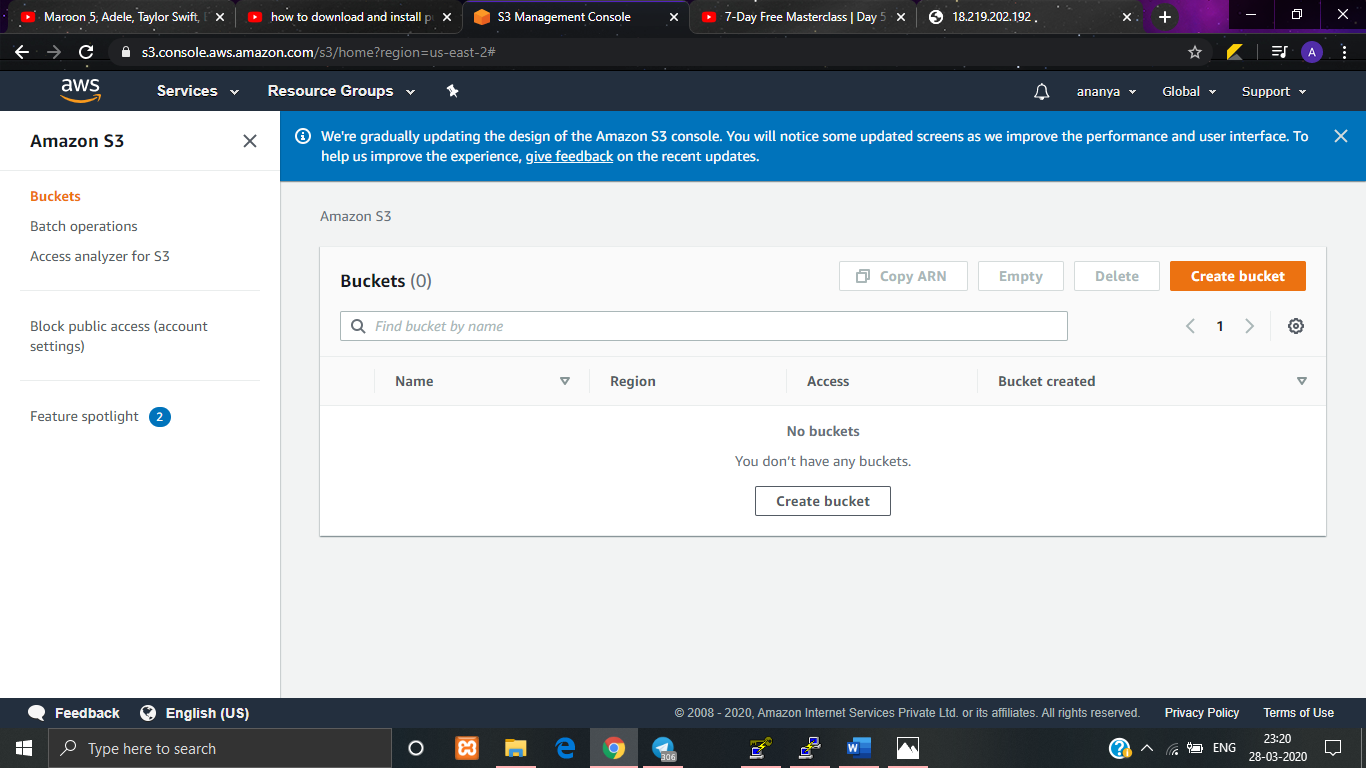 Maroon 5, Adele, Taylor Swift,
how to download and install p
S3 Management Console
7-Day Free Masterclass | Day 5
18.219.202.192
s3.console.aws.amazon.com/s3/home?region=us-east-2#
A
aws
Services
Resource Groups
ananya
Global
Support
Amazon S3
We're gradually updating the design of the Amazon S3 console. You will notice some updated screens as we improve the performance and user interface. To
help us improve the experience, give feedback on the recent updates.
Buckets
Batch operations
Access analyzer for S3
Block public access (account
settings)
Feature spotlight 2
Amazon S3
Buckets (0)
Copy ARN
Empty
Delete
Create bucket
Find bucket by name
1
Name
Region
Access
Bucket created
No buckets
You don't have any buckets.
Create bucket
Feedback
English (US)
© 2008 - 2020, Amazon Internet Services Private Ltd. or its affiliates. All rights reserved.
Privacy Policy
Terms of Use
Type here to search
306
ENG
23:20
28-03-2020